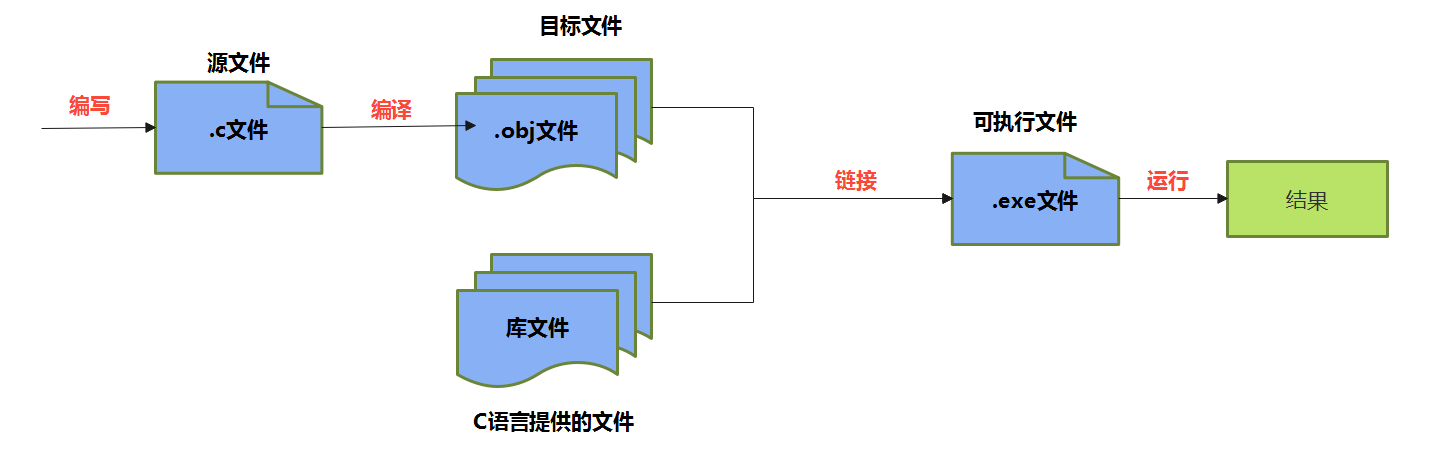 目标文件
源文件
编写
.c文件
编译
.obj文件
可执行文件
链接
.exe文件
运行
结果
库文件
C语言提供的文件